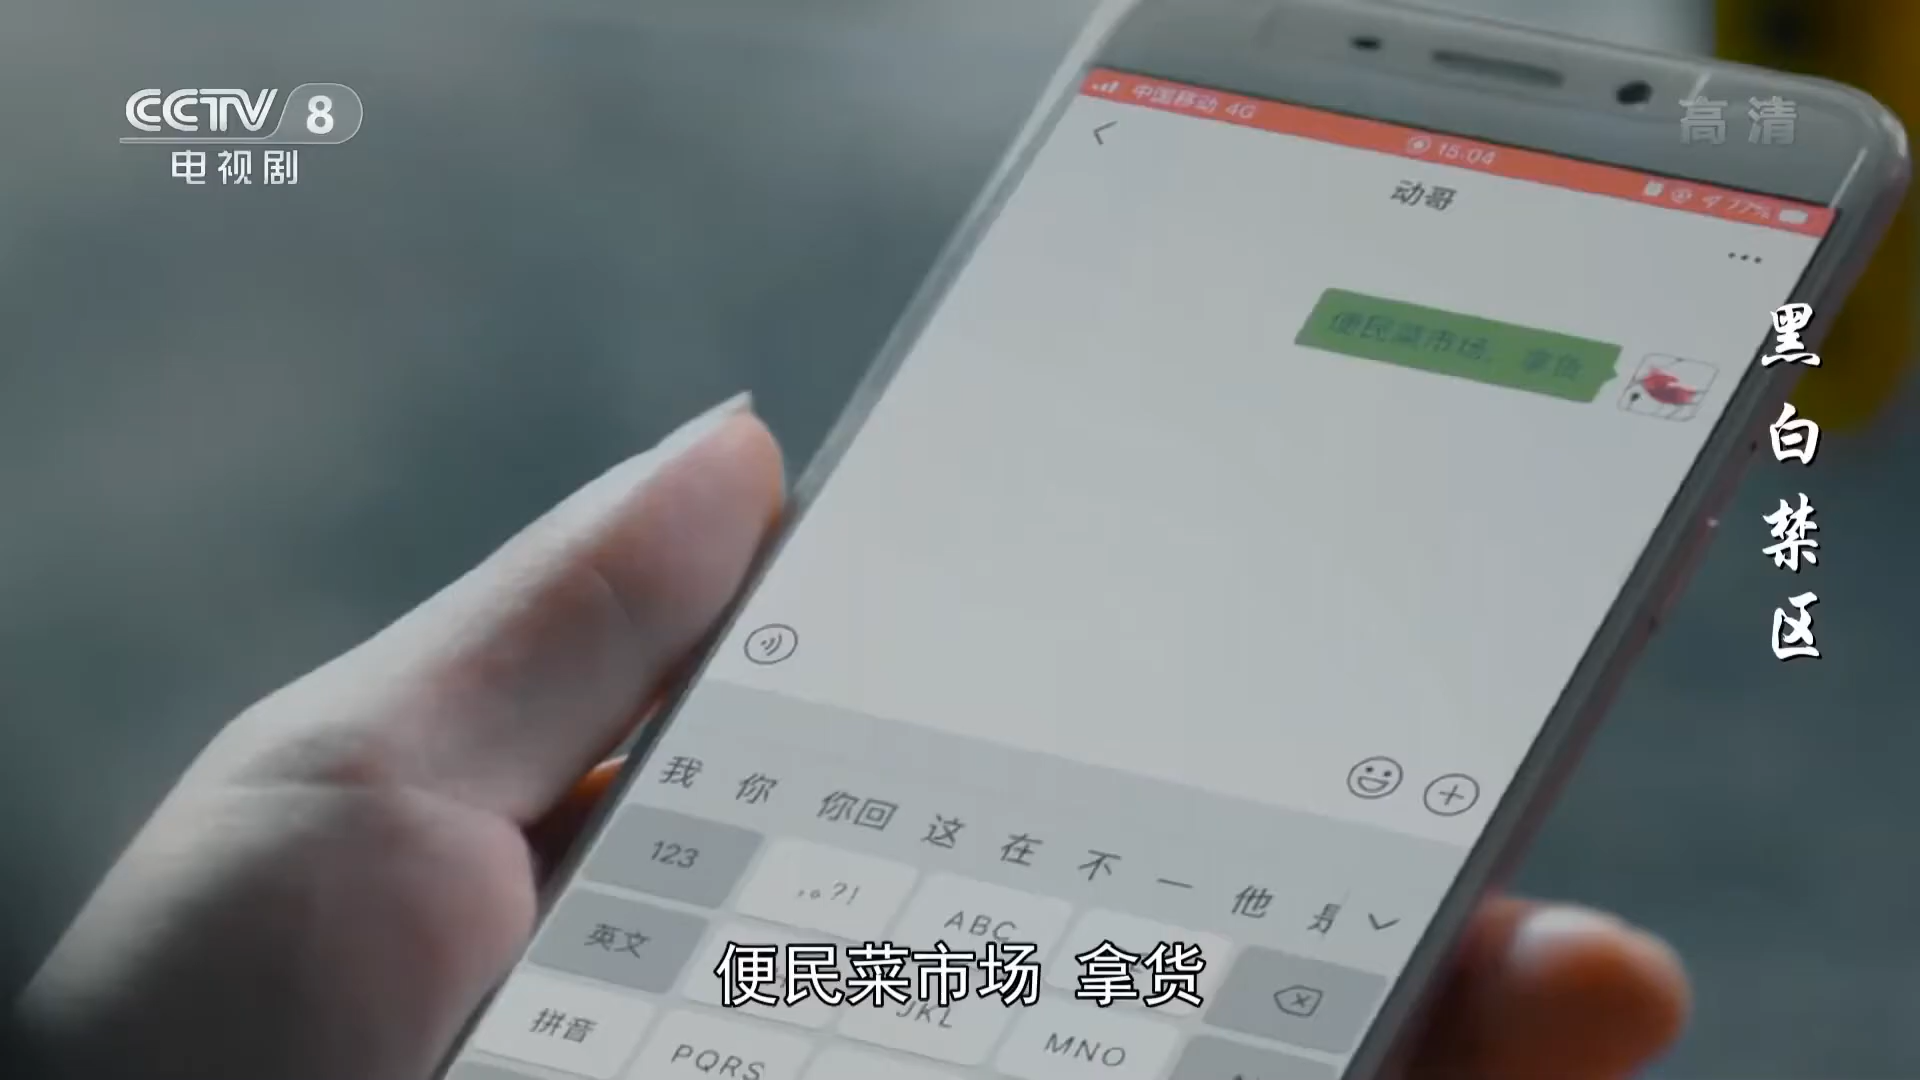 CCTV 8
电视剧
高清
中国移动 4G
15:04
77%
动哥
便民菜市场，拿货
黑白禁区
我 你 你回 这 在 不 一 他
123
,。?!
ABC
英文
便民菜市场 拿货
JKL
拼音
PQRS
MNO